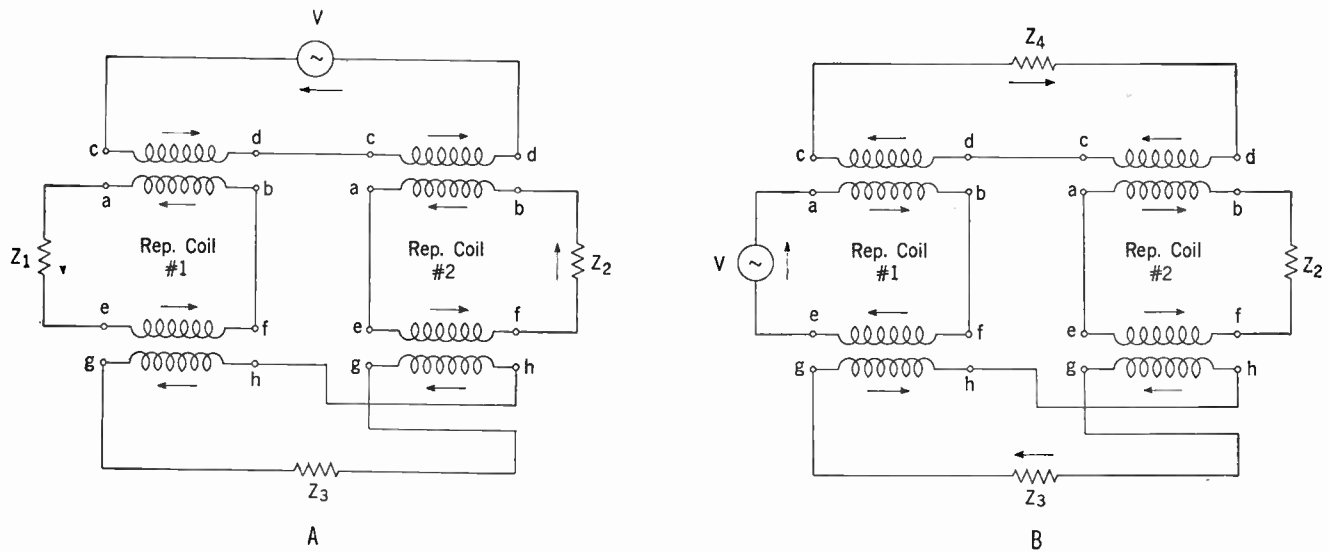 V
~
c d c d
a b a b
Z1 Rep. Coil #1 Rep. Coil #2 Z2
e f e f
g h g h
Z3
A
Z4
c d c d
a b a b
V ~ Rep. Coil #1 Rep. Coil #2 Z2
e f e f
g h g h
Z3
B